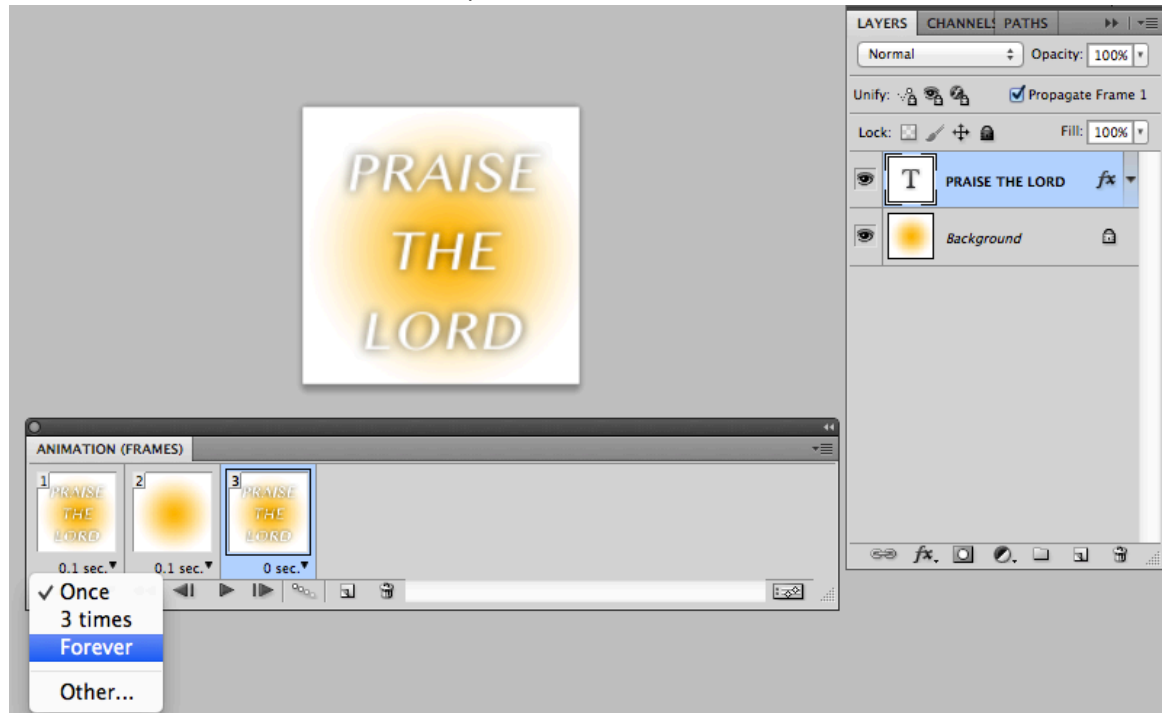 LAYERS CHANNELS PATHS
Normal Opacity: 100%
Unify: Propagate Frame 1
Lock: Fill: 100%
T PRAISE THE LORD fx
Background
fx.
PRAISE
THE
LORD
ANIMATION (FRAMES)
1 2 3
PRAISE PRAISE
THE THE
LORD LORD
0.1 sec. 0.1 sec. 0 sec.
✓ Once
3 times
Forever
Other...